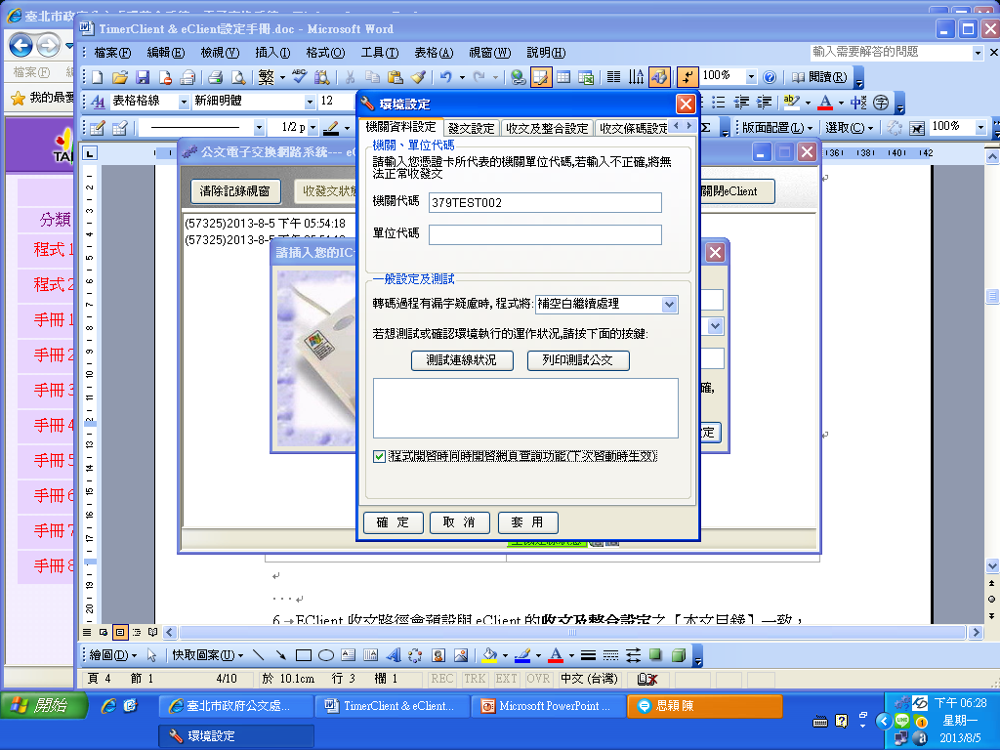 臺北市政府公文
TimerClient & eClient設定手冊.doc - Microsoft Word
檔案(F) 編輯(E) 檢視(V) 插入(I) 格式(O) 工具(T) 表格(A) 視窗(W) 說明(H)
輸入需要解答的問題
繁 100% 閱讀(R)
表格格線 新細明體 12
1/2 p
版面配置(L) 選取(C) 100%
檔案(F)
我的最愛
分類
程式 1
程式 2
手冊 1
手冊 2
手冊 3
手冊 4
手冊 5
手冊 6
手冊 7
手冊 8
公文電子交換網路系統--- e
清除記錄視窗 收發文狀 關閉eClient
(57325)2013-8-5 下午 05:54:18
請插入您的IC
確,
定
環境設定
機關資料設定 發文設定 收文及整合設定 收文條碼設定
機關、單位代碼
請輸入您憑證卡所代表的機關單位代碼,若輸入不正確,將無
法正常收發文
機關代碼 379TEST002
單位代碼
一般設定及測試
轉碼過程有漏字疑慮時, 程式將: 補空白繼續處理
若想測試或確認環境執行的運作狀況,請按下面的按鍵:
測試連線狀況 列印測試公文
程式開啓時同時開啓網頁查詢功能(下次啓動時生效)
確 定 取 消 套 用
6→EClient 收文路徑會預設與 eClient 的收文及整合設定之【本文目錄】一致，
繪圖(D) 快取圖案(U)
頁 4 節 1 4/10 於 10.1cm 行 3 欄 1 REC TRK EXT OVR 中文 (台灣)
開始 臺北市政府公文處... TimerClient & eClient... Microsoft PowerPoint ... 思穎 陳
環境設定
下午 06:28
星期一
2013/8/5